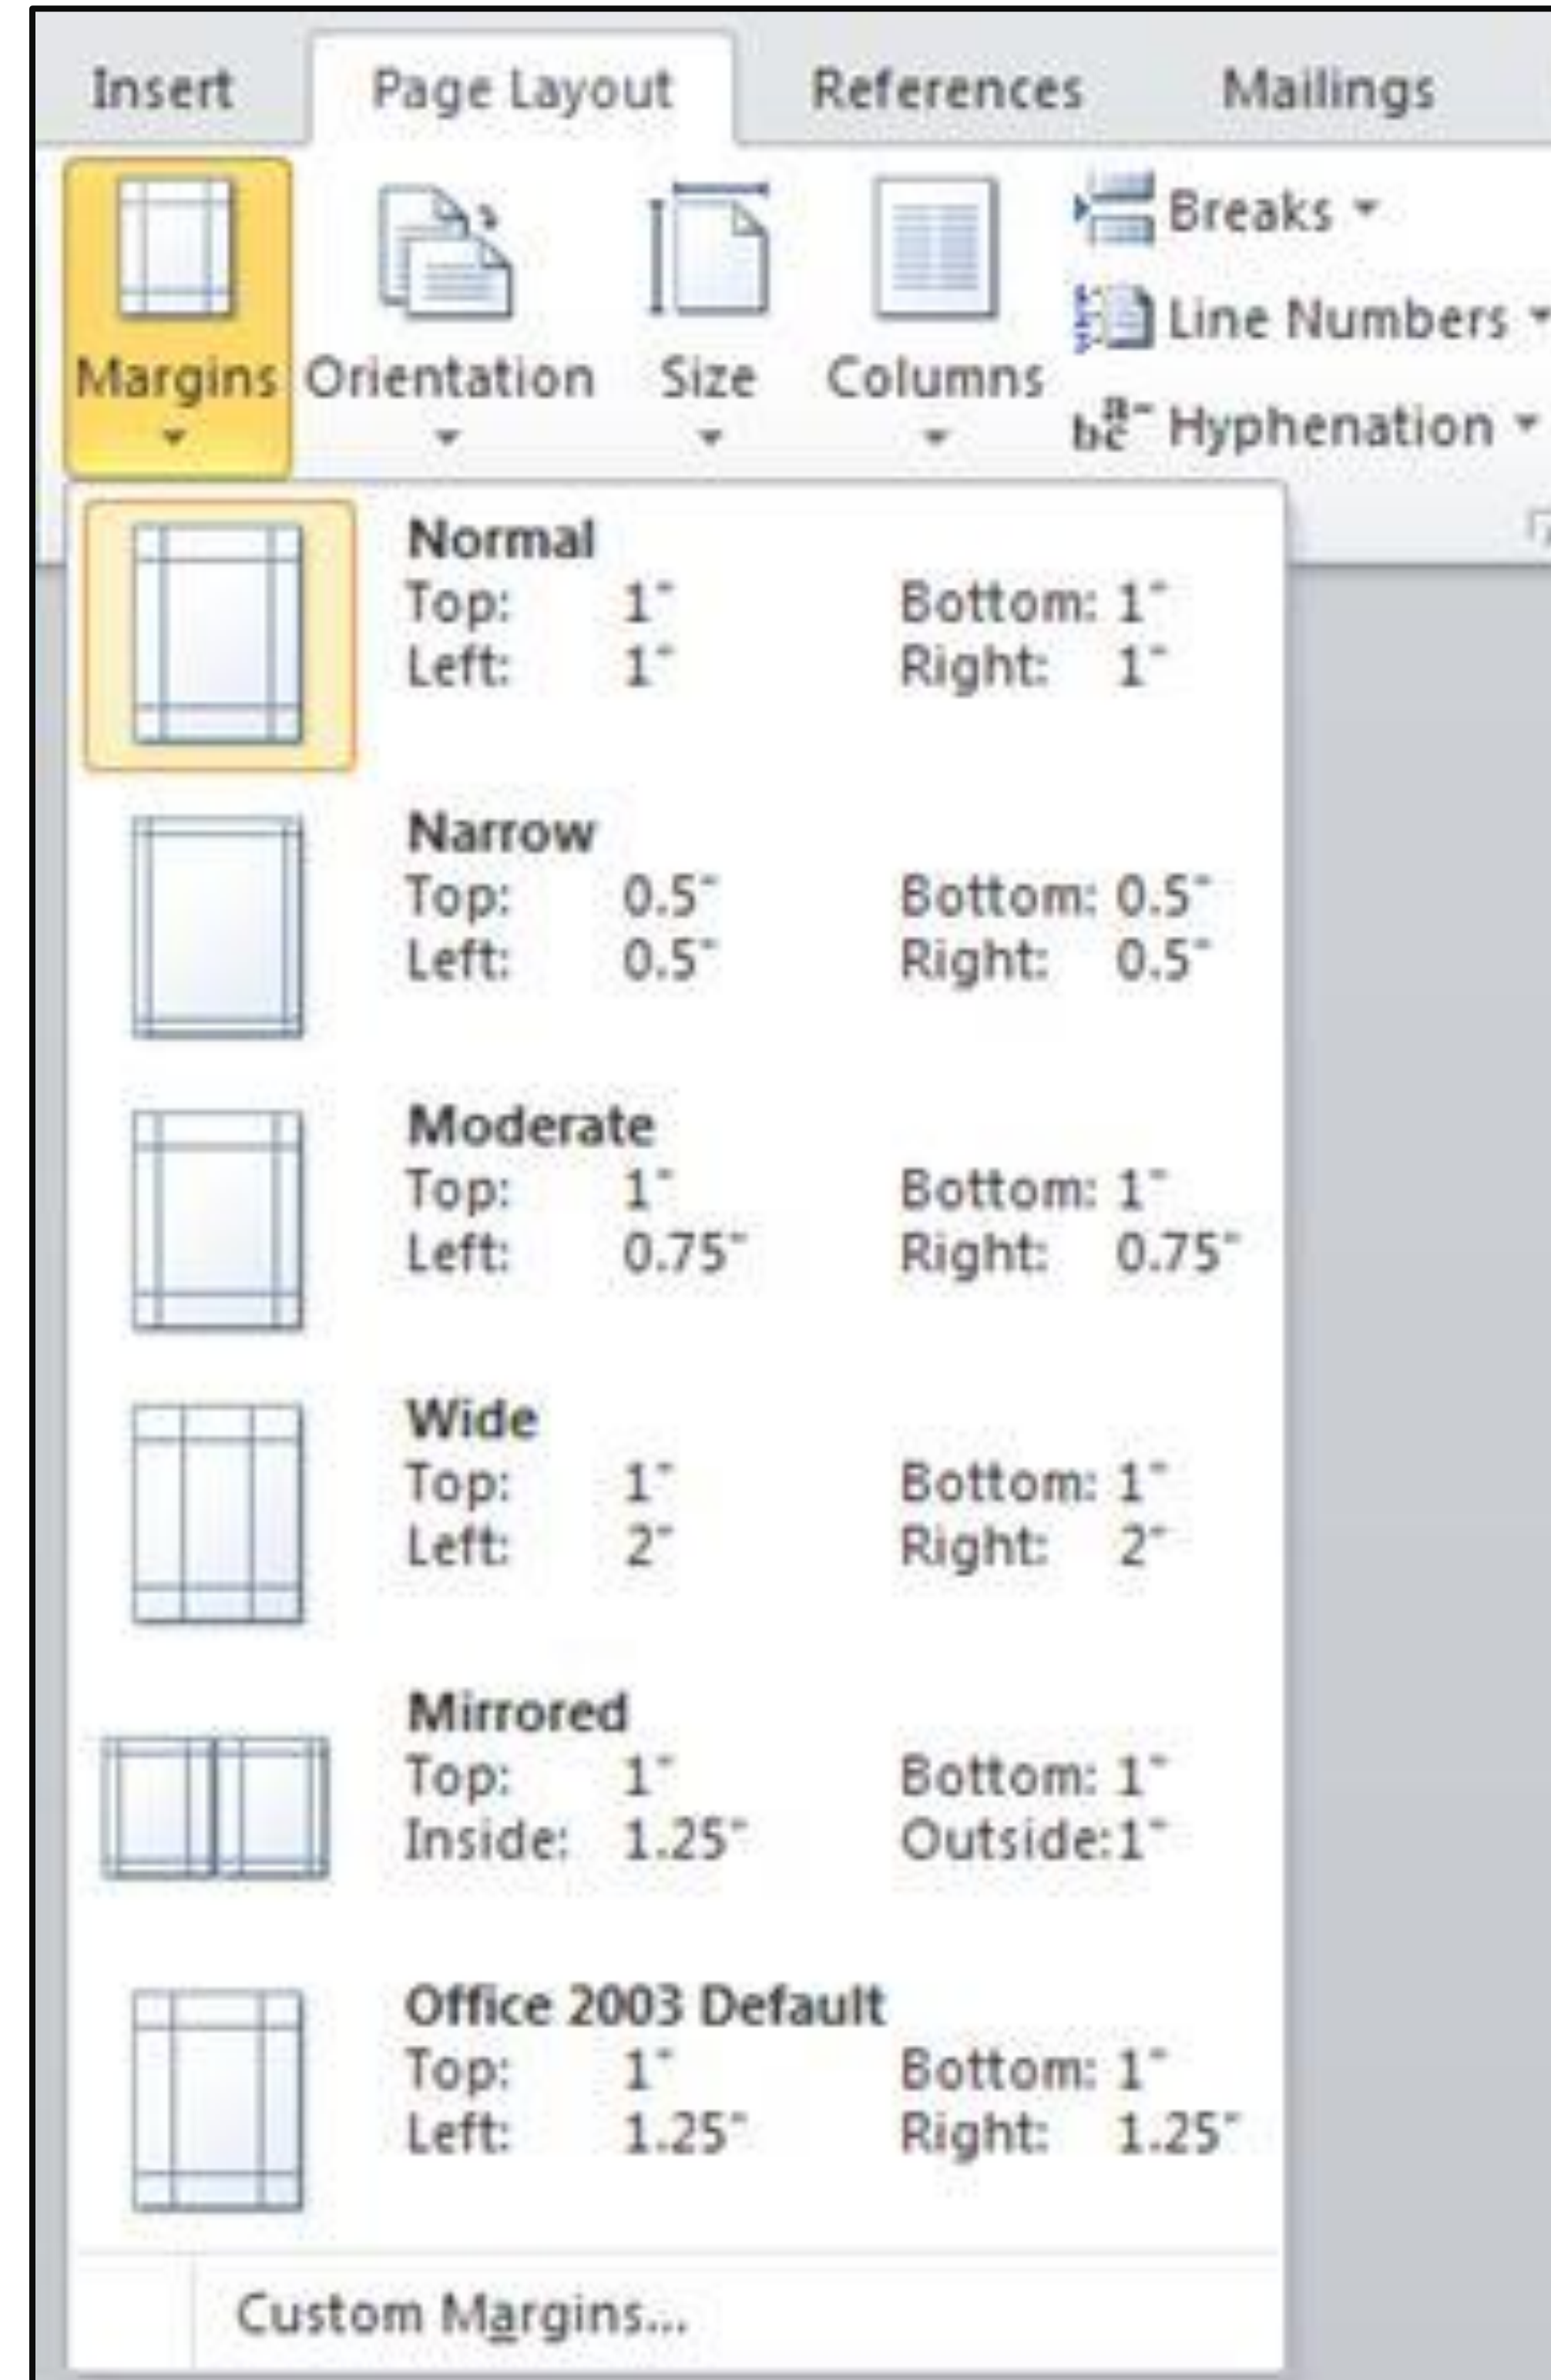 Insert Page Layout References Mailings
Breaks
Line Numbers
Margins Orientation Size Columns
Hyphenation
Normal
Top: 1" Bottom: 1"
Left: 1" Right: 1"
Narrow
Top: 0.5" Bottom: 0.5"
Left: 0.5" Right: 0.5"
Moderate
Top: 1" Bottom: 1"
Left: 0.75" Right: 0.75"
Wide
Top: 1" Bottom: 1"
Left: 2" Right: 2"
Mirrored
Top: 1" Bottom: 1"
Inside: 1.25" Outside: 1"
Office 2003 Default
Top: 1" Bottom: 1"
Left: 1.25" Right: 1.25"
Custom Margins...